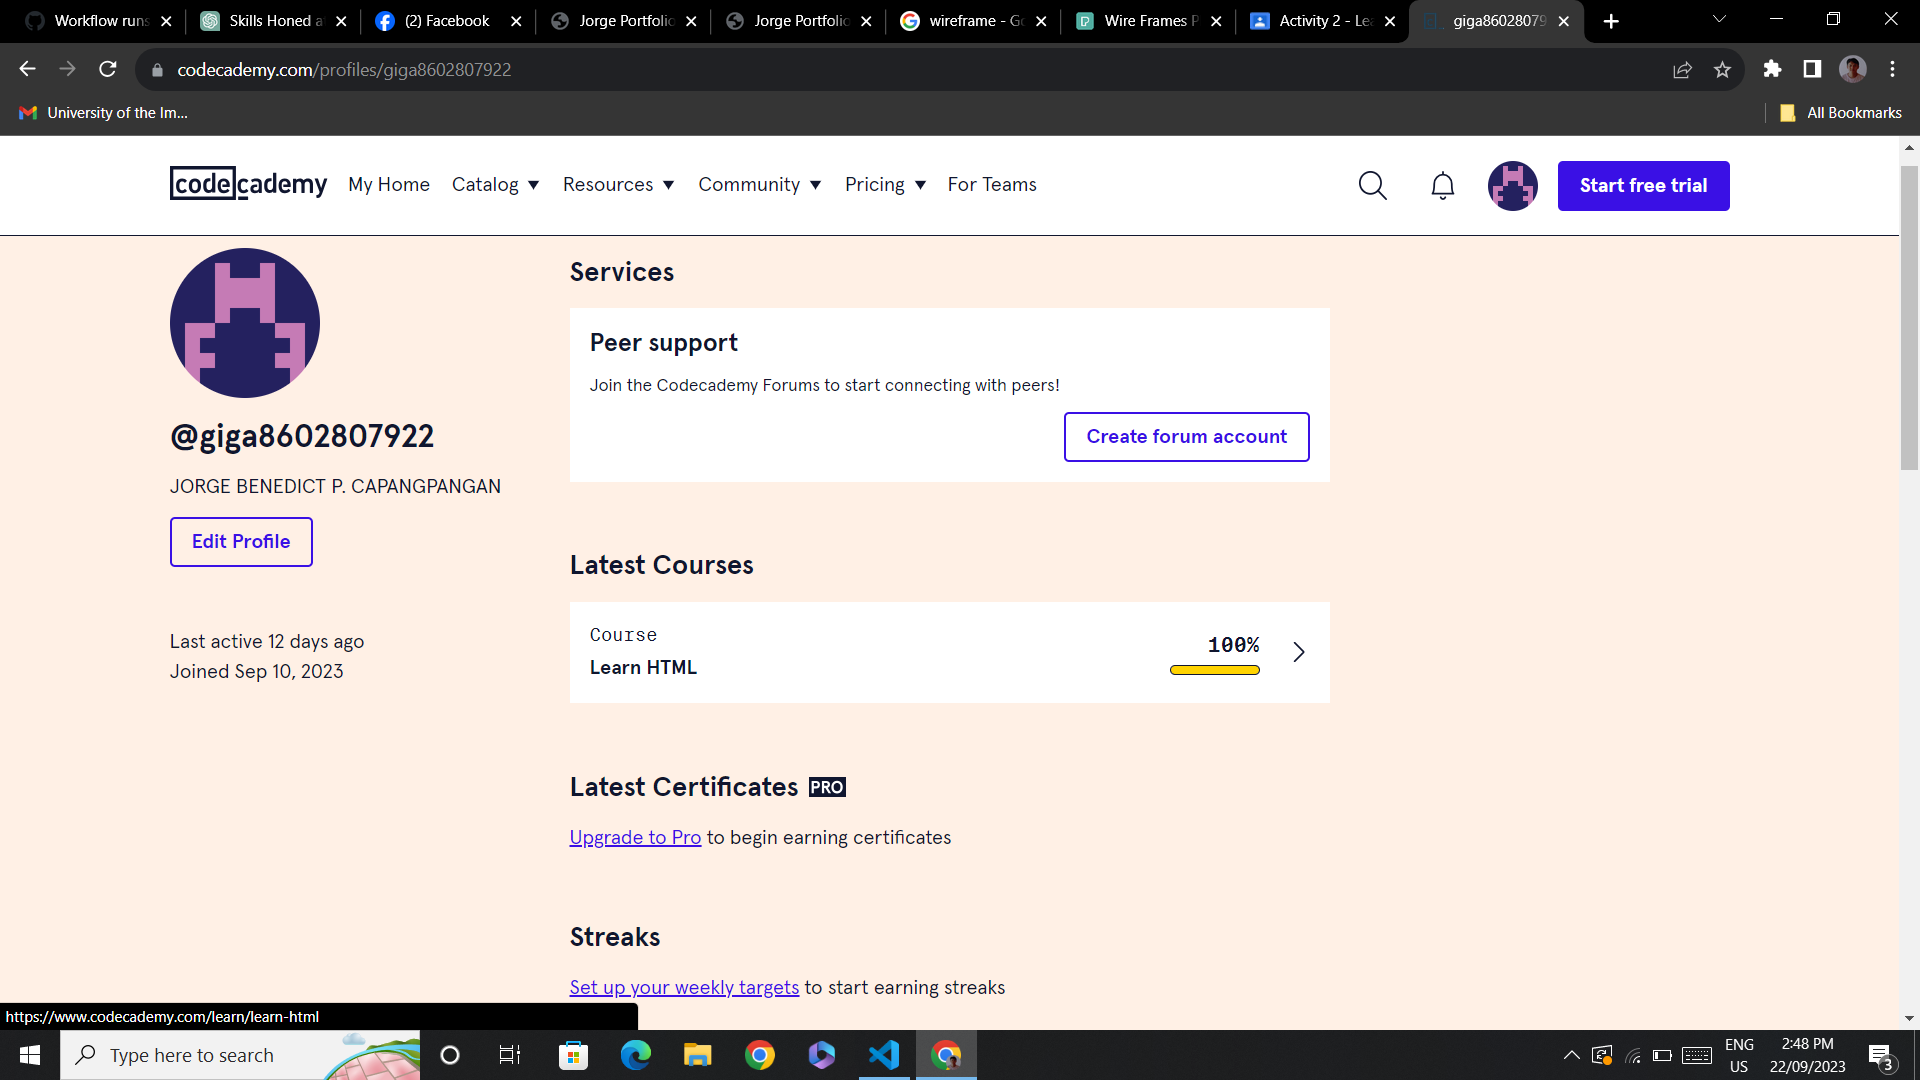 Workflow runs
Skills Honed a
(2) Facebook
Jorge Portfolio
Jorge Portfolio
wireframe - Go
Wire Frames P
Activity 2 - Lea
giga86028079
codecademy.com/profiles/giga8602807922
University of the Im...
All Bookmarks
codecademy
My Home
Catalog
Resources
Community
Pricing
For Teams
Start free trial
@giga8602807922
JORGE BENEDICT P. CAPANGPANGAN
Edit Profile
Last active 12 days ago
Joined Sep 10, 2023
Services
Peer support
Join the Codecademy Forums to start connecting with peers!
Create forum account
Latest Courses
Course
100%
Learn HTML
Latest Certificates PRO
Upgrade to Pro to begin earning certificates
Streaks
Set up your weekly targets to start earning streaks
https://www.codecademy.com/learn/learn-html
Type here to search
ENG
US
2:48 PM
22/09/2023
3